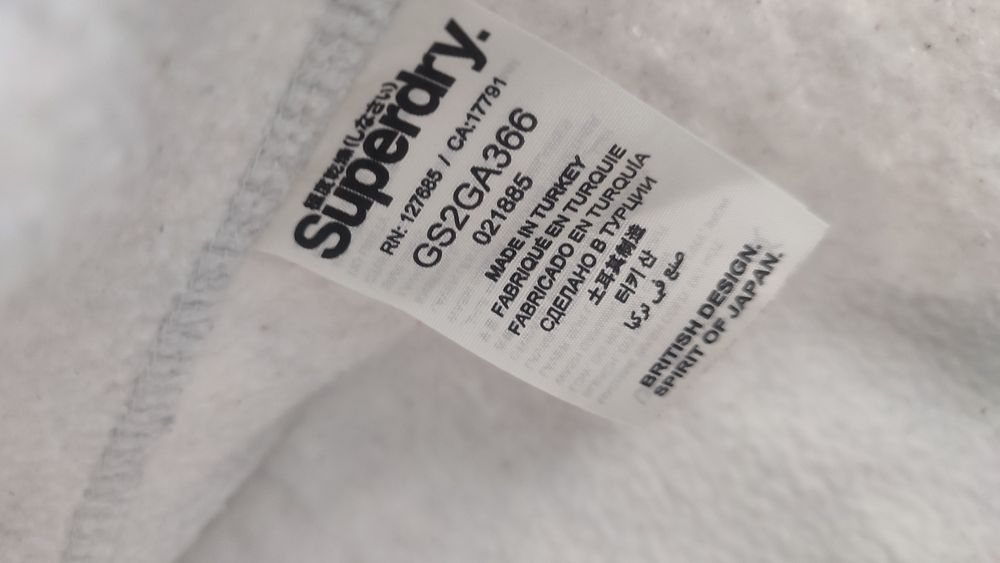 極度乾燥(しなさい)
Superdry.
RN: 127685 / CA:17791
GS2GA366
021885
MADE IN TURKEY
FABRIQUÉ EN TURQUIE
FABRICADO EN TURQUÍA
СДЕЛАНО В ТУРЦИИ
土耳其制造
터키 산
صنع في تركيا
BRITISH DESIGN.
SPIRIT OF JAPAN.